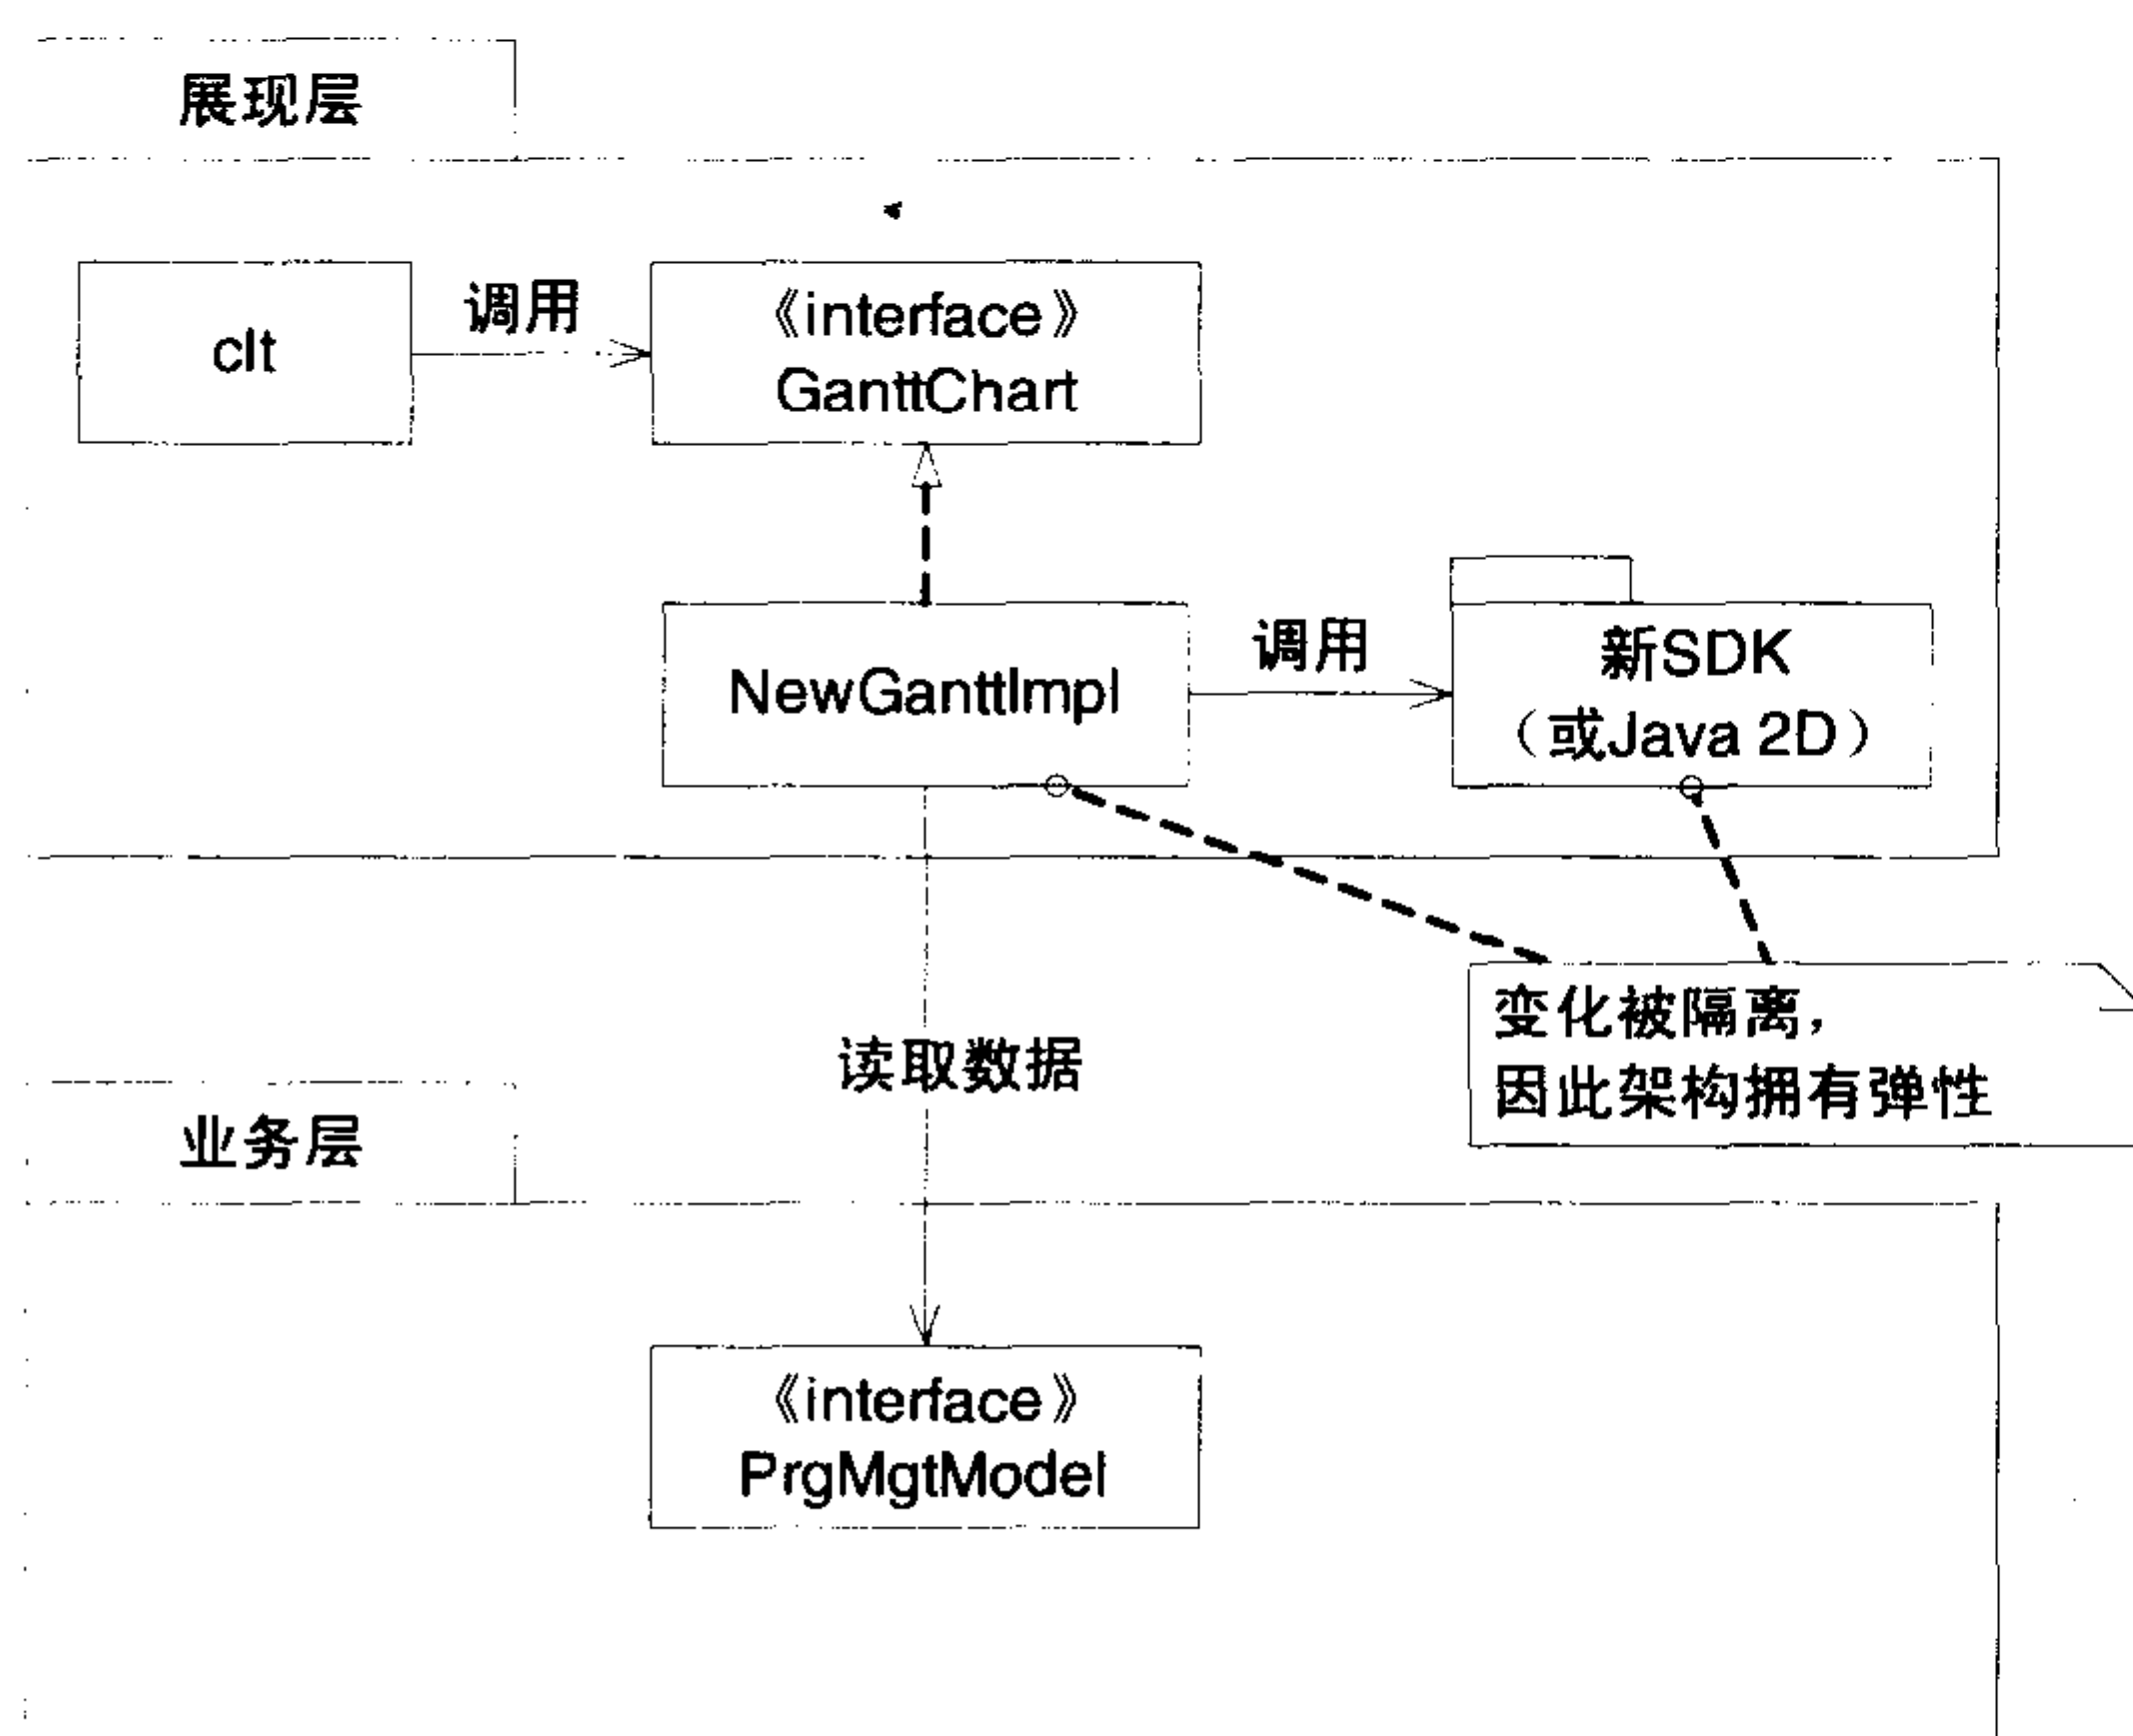 展现层
clt
调用
《interface》
GanttChart
NewGanttImpl
调用
新SDK
（或Java 2D）
变化被隔离，
因此架构拥有弹性
读取数据
业务层
《interface》
PrgMgtModel